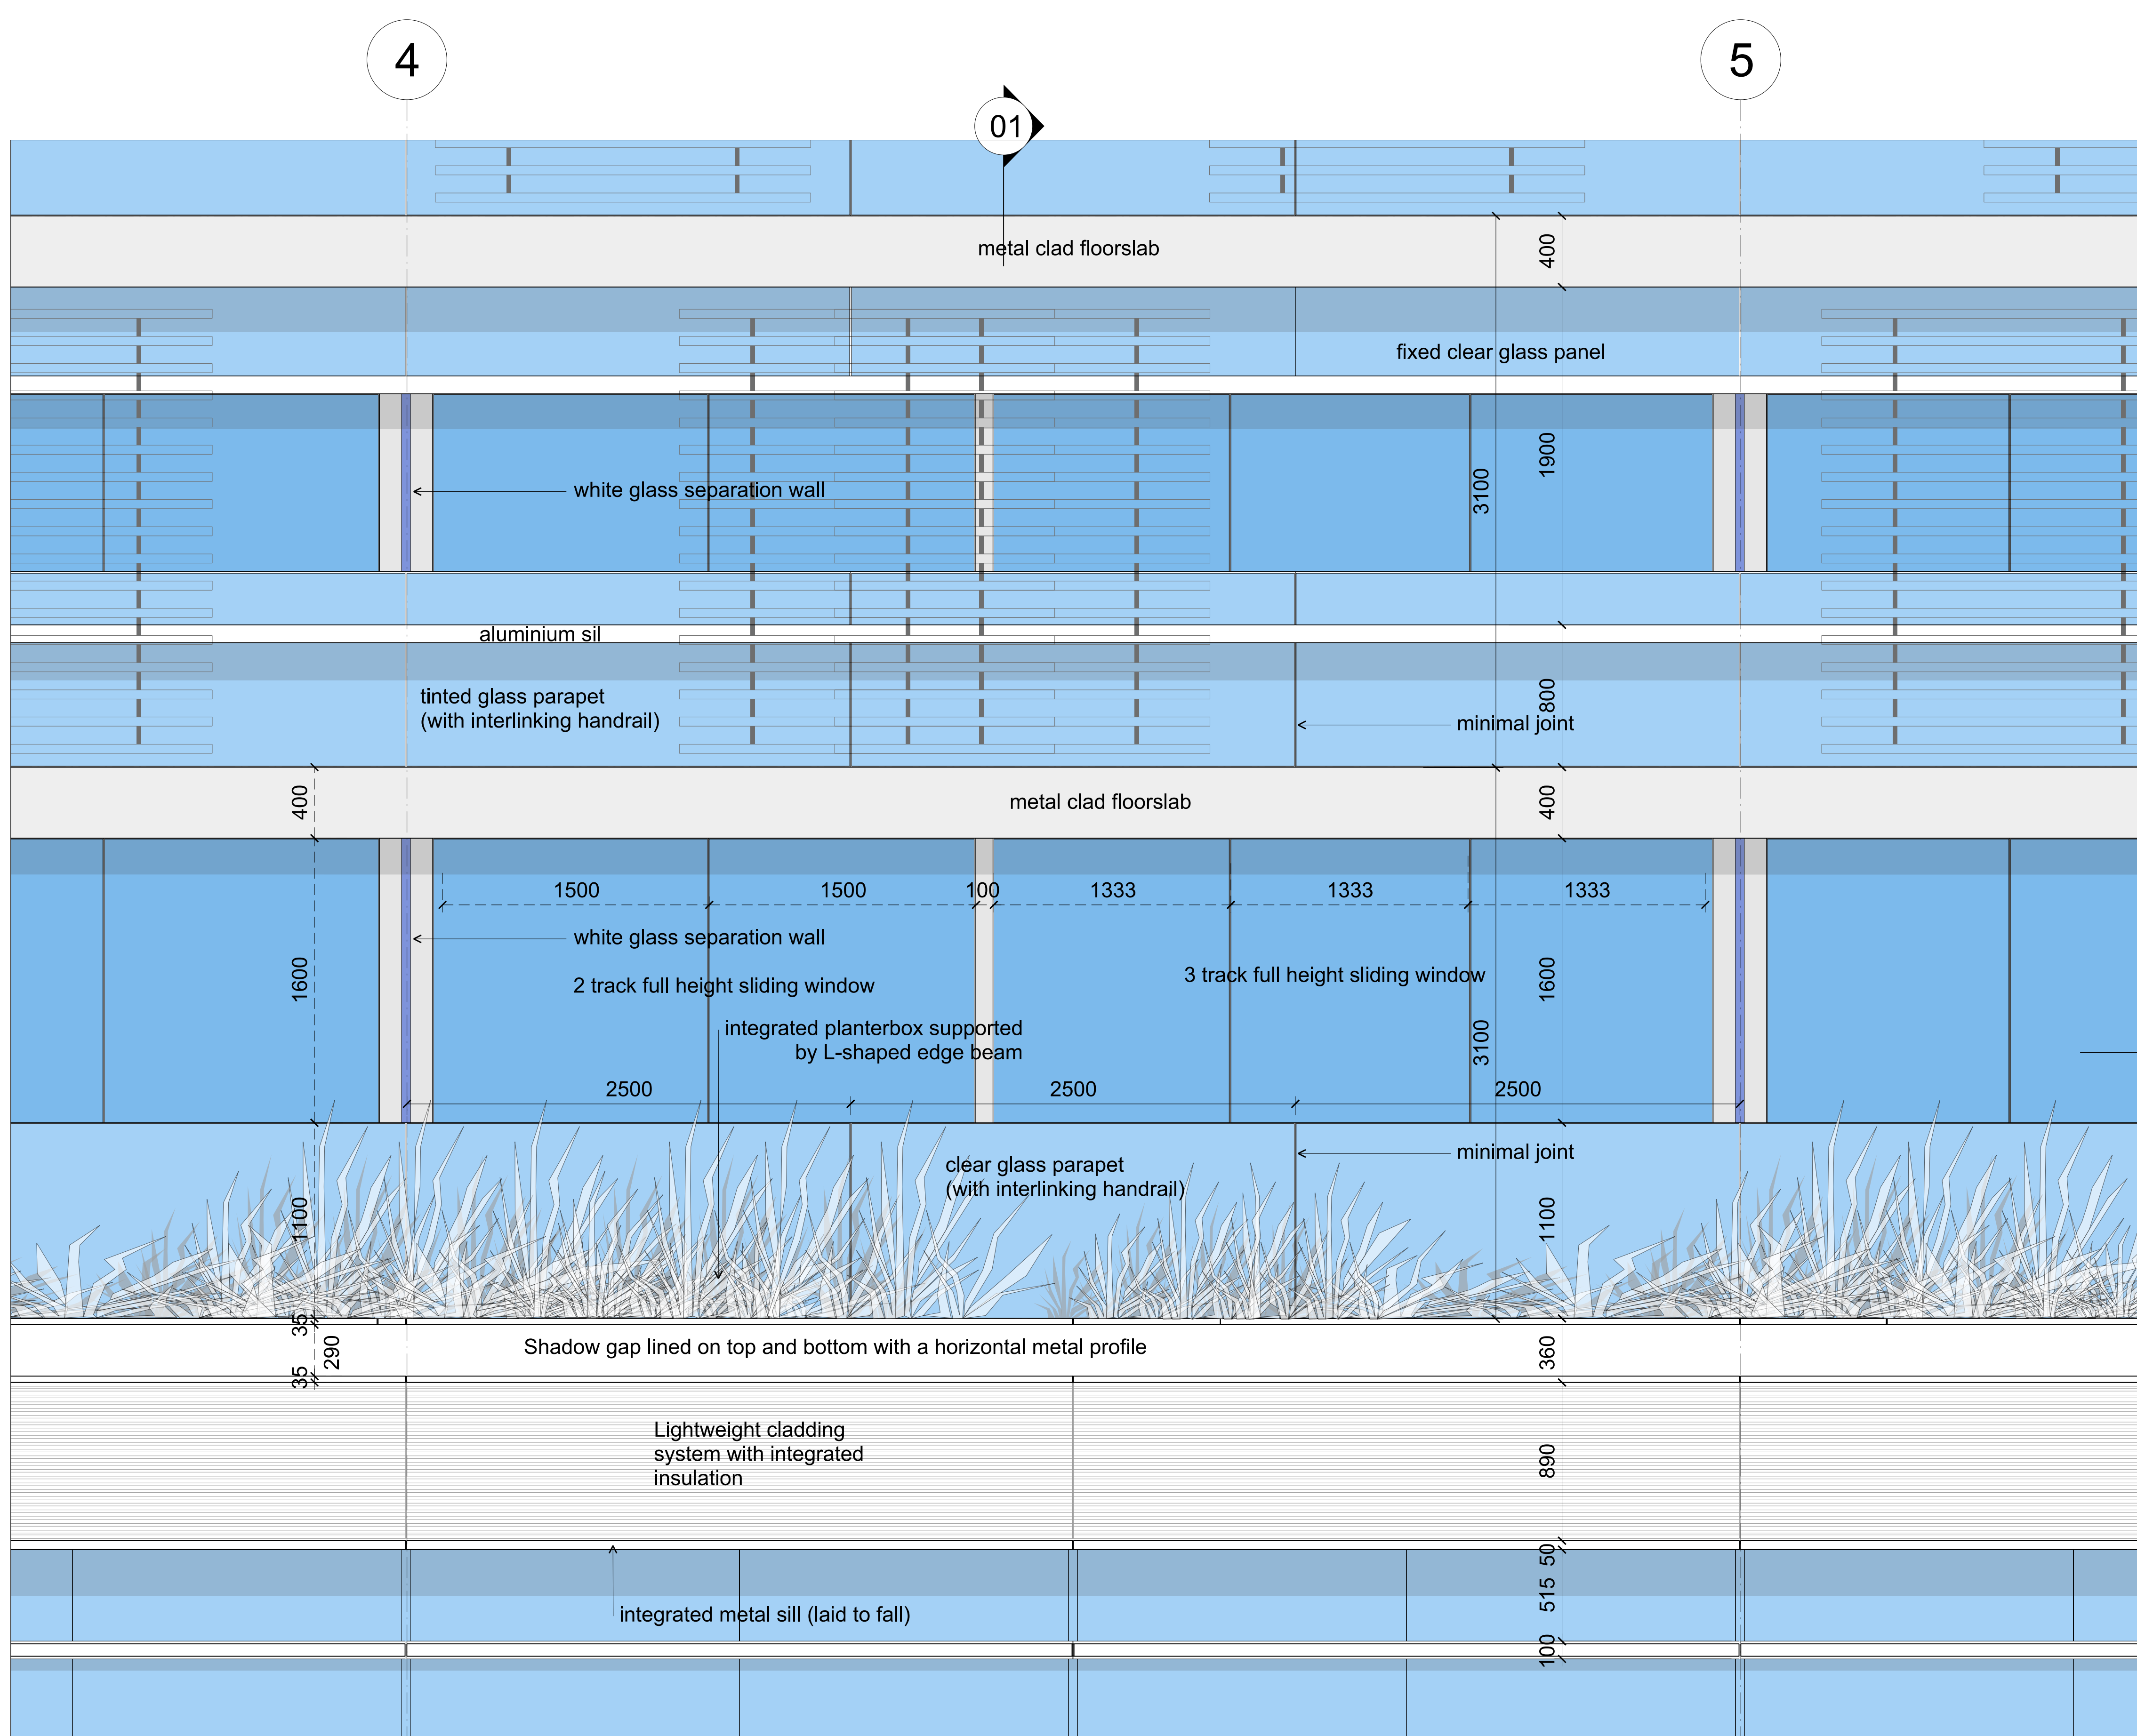 4
5
01
metal clad floorslab
400
fixed clear glass panel
1900
3100
white glass separation wall
aluminium sil
tinted glass parapet
(with interlinking handrail)
800
minimal joint
400
metal clad floorslab
400
1500
1500
100
1333
1333
1333
white glass separation wall
1600
2 track full height sliding window
3 track full height sliding window
1600
integrated planterbox supported
by L-shaped edge beam
3100
2500
2500
2500
minimal joint
clear glass parapet
(with interlinking handrail)
1100
1100
35
290
35
Shadow gap lined on top and bottom with a horizontal metal profile
360
Lightweight cladding
system with integrated
insulation
890
50
515
integrated metal sill (laid to fall)
100